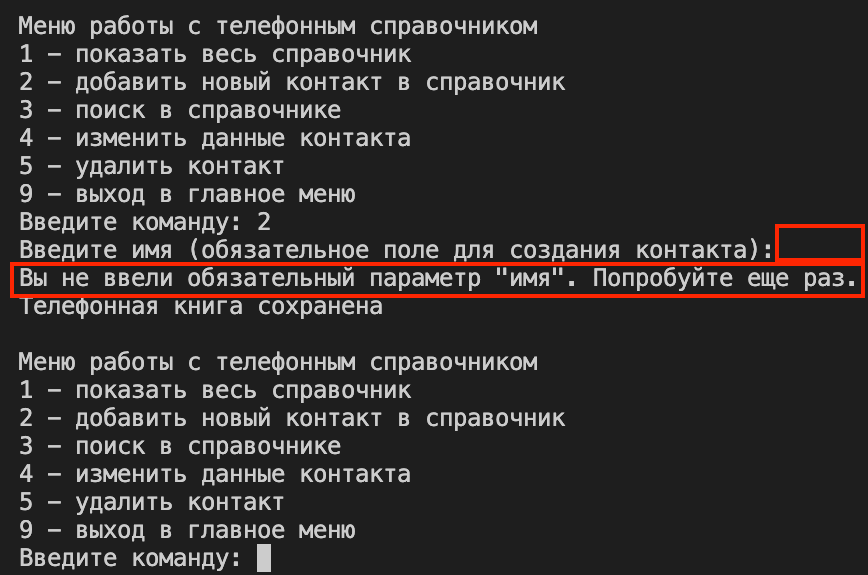 Меню работы с телефонным справочником
1 – показать весь справочник
2 – добавить новый контакт в справочник
3 – поиск в справочнике
4 – изменить данные контакта
5 – удалить контакт
9 – выход в главное меню
Введите команду: 2
Введите имя (обязательное поле для создания контакта):
Вы не ввели обязательный параметр "имя". Попробуйте еще раз.
Телефонная книга сохранена
Меню работы с телефонным справочником
1 – показать весь справочник
2 – добавить новый контакт в справочник
3 – поиск в справочнике
4 – изменить данные контакта
5 – удалить контакт
9 – выход в главное меню
Введите команду: